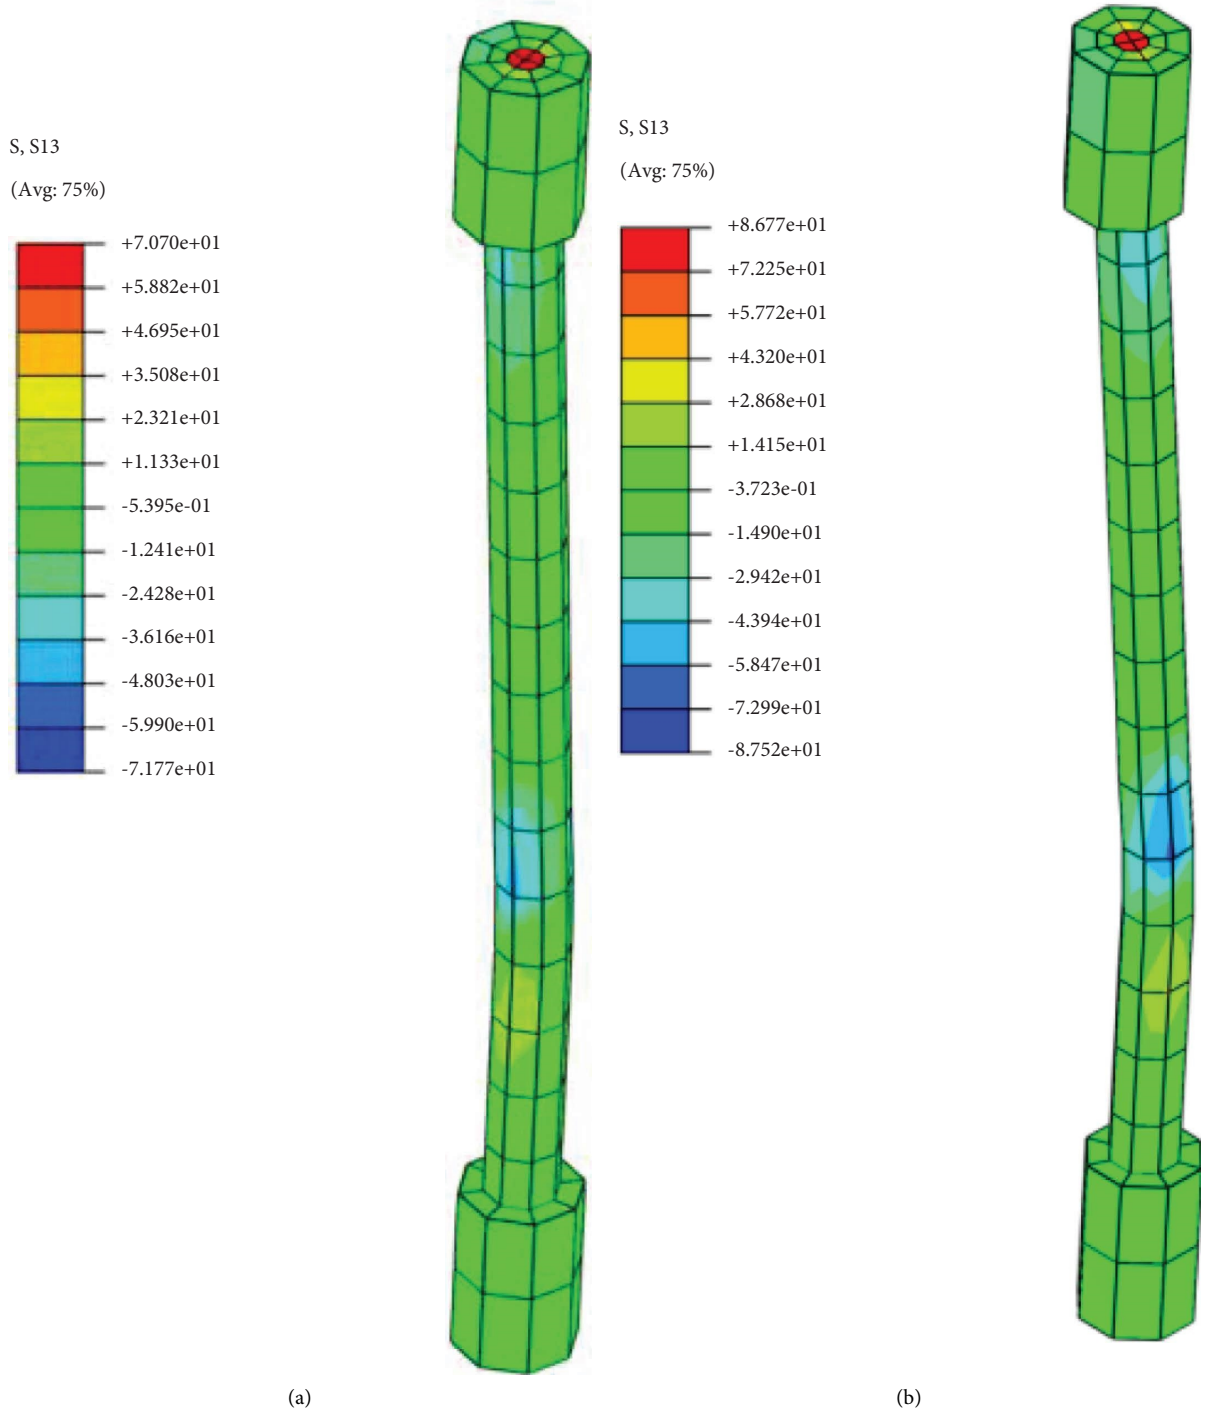 S, S13
(Avg: 75%)
+7.070e+01
+5.882e+01
+4.695e+01
+3.508e+01
+2.321e+01
+1.133e+01
-5.395e-01
-1.241e+01
-2.428e+01
-3.616e+01
-4.803e+01
-5.990e+01
-7.177e+01
(a)
S, S13
(Avg: 75%)
+8.677e+01
+7.225e+01
+5.772e+01
+4.320e+01
+2.868e+01
+1.415e+01
-3.723e-01
-1.490e+01
-2.942e+01
-4.394e+01
-5.847e+01
-7.299e+01
-8.752e+01
(b)